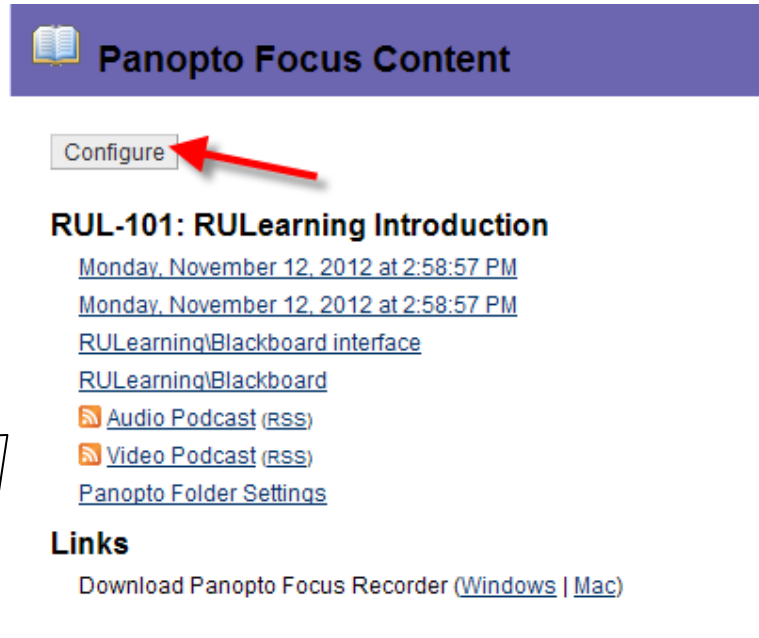 Panopto Focus Content
Configure
RUL-101: RULearning Introduction
Monday, November 12, 2012 at 2:58:57 PM
Monday, November 12, 2012 at 2:58:57 PM
RULearning\Blackboard interface
RULearning\Blackboard
Audio Podcast (RSS)
Video Podcast (RSS)
Panopto Folder Settings
Links
Download Panopto Focus Recorder (Windows | Mac)